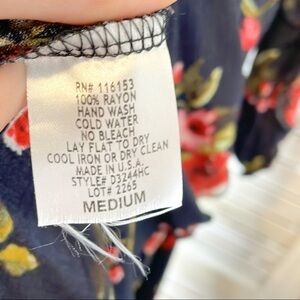 RN# 116153
100% RAYON
HAND WASH
COLD WATER
NO BLEACH
LAY FLAT TO DRY
COOL IRON OR DRY CLEAN
MADE IN U.S.A.
STYLE# D3244HC
LOT# 2265
MEDIUM